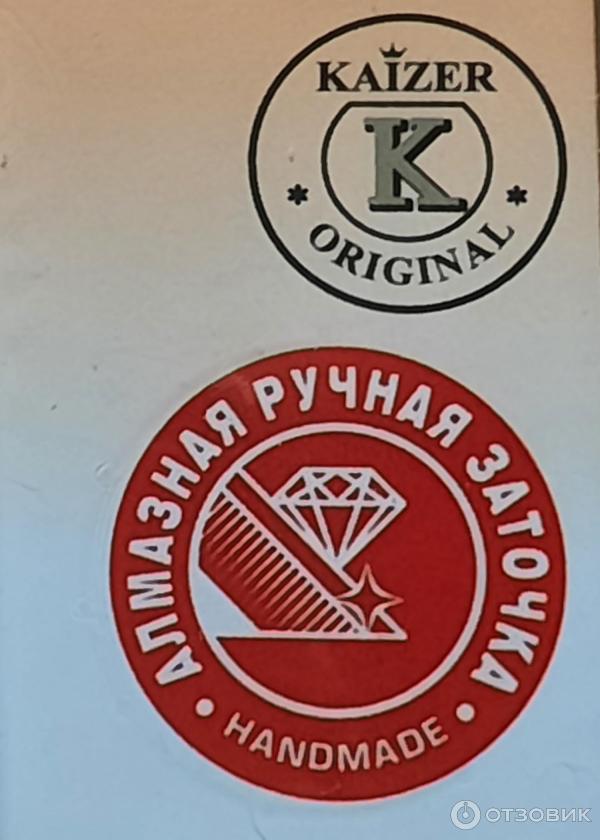 KAIZER
K
ORIGINAL
АЛМАЗНАЯ РУЧНАЯ ЗАТОЧКА
HANDMADE
ОТЗОВИК